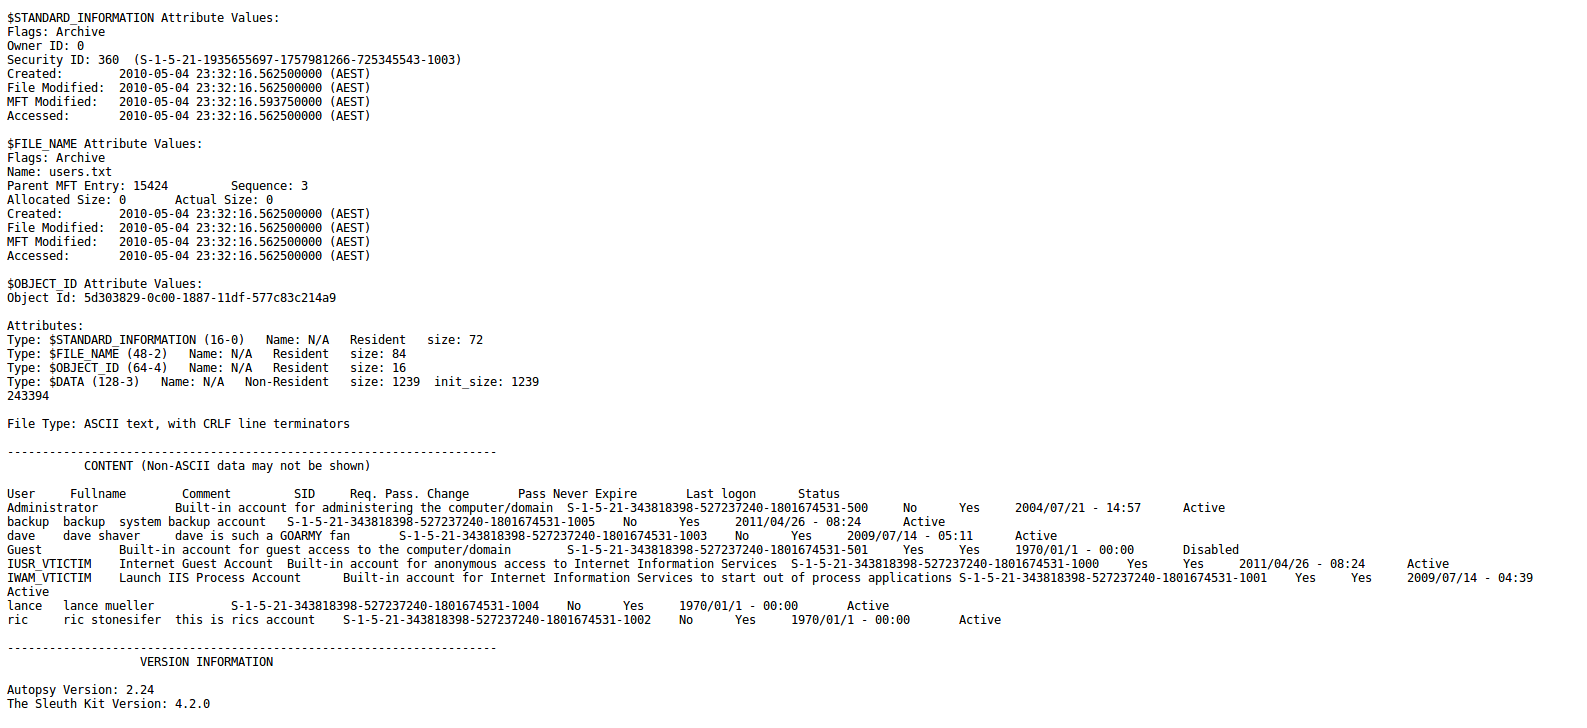 $STANDARD_INFORMATION Attribute Values:
Flags: Archive
Owner ID: 0
Security ID: 360  (S-1-5-21-1935655697-1757981266-725345543-1003)
Created:        2010-05-04 23:32:16.562500000 (AEST)
File Modified:  2010-05-04 23:32:16.562500000 (AEST)
MFT Modified:   2010-05-04 23:32:16.593750000 (AEST)
Accessed:       2010-05-04 23:32:16.562500000 (AEST)

$FILE_NAME Attribute Values:
Flags: Archive
Name: users.txt
Parent MFT Entry: 15424         Sequence: 3
Allocated Size: 0       Actual Size: 0
Created:        2010-05-04 23:32:16.562500000 (AEST)
File Modified:  2010-05-04 23:32:16.562500000 (AEST)
MFT Modified:   2010-05-04 23:32:16.562500000 (AEST)
Accessed:       2010-05-04 23:32:16.562500000 (AEST)

$OBJECT_ID Attribute Values:
Object Id: 5d303829-0c00-1887-11df-577c83c214a9

Attributes:
Type: $STANDARD_INFORMATION (16-0)   Name: N/A   Resident   size: 72
Type: $FILE_NAME (48-2)   Name: N/A   Resident   size: 84
Type: $OBJECT_ID (64-4)   Name: N/A   Resident   size: 16
Type: $DATA (128-3)   Name: N/A   Non-Resident   size: 1239  init_size: 1239
243394

File Type: ASCII text, with CRLF line terminators

----------------------------------------------------------------------
           CONTENT (Non-ASCII data may not be shown)

User     Fullname        Comment         SID     Req. Pass. Change       Pass Never Expire       Last logon      Status
Administrator           Built-in account for administering the computer/domain  S-1-5-21-343818398-527237240-1801674531-500     No      Yes     2004/07/21 - 14:57      Active
backup  backup  system backup account   S-1-5-21-343818398-527237240-1801674531-1005    No      Yes     2011/04/26 - 08:24      Active
dave    dave shaver     dave is such a GOARMY fan       S-1-5-21-343818398-527237240-1801674531-1003    No      Yes     2009/07/14 - 05:11      Active
Guest           Built-in account for guest access to the computer/domain        S-1-5-21-343818398-527237240-1801674531-501     Yes     Yes     1970/01/1 - 00:00       Disabled
IUSR_VTICTIM    Internet Guest Account  Built-in account for anonymous access to Internet Information Services  S-1-5-21-343818398-527237240-1801674531-1000    Yes     Yes     2011/04/26 - 08:24      Active
IWAM_VTICTIM    Launch IIS Process Account      Built-in account for Internet Information Services to start out of process applications S-1-5-21-343818398-527237240-1801674531-1001    Yes     Yes     2009/07/14 - 04:39
Active
lance   lance mueller           S-1-5-21-343818398-527237240-1801674531-1004    No      Yes     1970/01/1 - 00:00       Active
ric     ric stonesifer  this is rics account    S-1-5-21-343818398-527237240-1801674531-1002    No      Yes     1970/01/1 - 00:00       Active

----------------------------------------------------------------------
                   VERSION INFORMATION

Autopsy Version: 2.24
The Sleuth Kit Version: 4.2.0